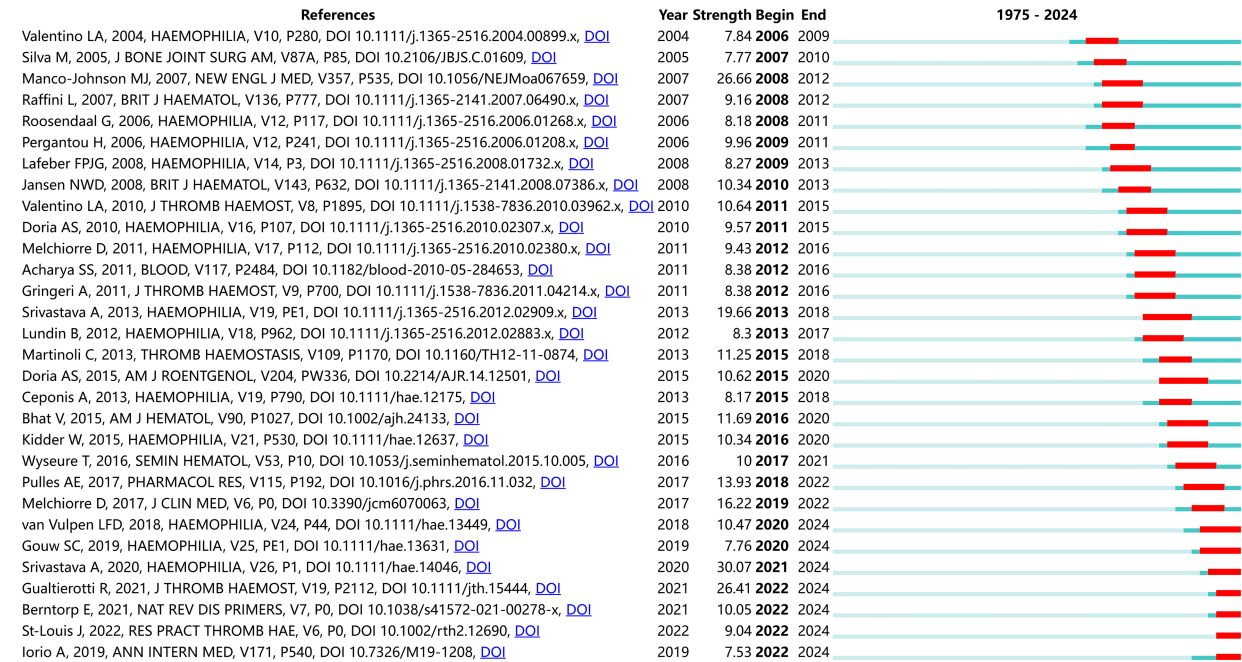 References Year Strength Begin End 1975 - 2024
Valentino LA, 2004, HAEMOPHILIA, V10, P280, DOI 10.1111/j.1365-2516.2004.00899.x, DOI 2004 7.84 2006 2009
Silva M, 2005, J BONE JOINT SURG AM, V87A, P85, DOI 10.2106/JBJS.C.01609, DOI 2005 7.77 2007 2010
Manco-Johnson MJ, 2007, NEW ENGL J MED, V357, P535, DOI 10.1056/NEJMoa067659, DOI 2007 26.66 2008 2012
Raffini L, 2007, BRIT J HAEMATOL, V136, P777, DOI 10.1111/j.1365-2141.2007.06490.x, DOI 2007 9.16 2008 2012
Roosendaal G, 2006, HAEMOPHILIA, V12, P117, DOI 10.1111/j.1365-2516.2006.01268.x, DOI 2006 8.18 2008 2011
Pergantou H, 2006, HAEMOPHILIA, V12, P241, DOI 10.1111/j.1365-2516.2006.01208.x, DOI 2006 9.96 2009 2011
Lafeber FPJG, 2008, HAEMOPHILIA, V14, P3, DOI 10.1111/j.1365-2516.2008.01732.x, DOI 2008 8.27 2009 2013
Jansen NWD, 2008, BRIT J HAEMATOL, V143, P632, DOI 10.1111/j.1365-2141.2008.07386.x, DOI 2008 10.34 2010 2013
Valentino LA, 2010, J THROMB HAEMOST, V8, P1895, DOI 10.1111/j.1538-7836.2010.03962.x, DOI 2010 10.64 2011 2015
Doria AS, 2010, HAEMOPHILIA, V16, P107, DOI 10.1111/j.1365-2516.2010.02307.x, DOI 2010 9.57 2011 2015
Melchiorre D, 2011, HAEMOPHILIA, V17, P112, DOI 10.1111/j.1365-2516.2010.02380.x, DOI 2011 9.43 2012 2016
Acharya SS, 2011, BLOOD, V117, P2484, DOI 10.1182/blood-2010-05-284653, DOI 2011 8.38 2012 2016
Gringeri A, 2011, J THROMB HAEMOST, V9, P700, DOI 10.1111/j.1538-7836.2011.04214.x, DOI 2011 8.38 2012 2016
Srivastava A, 2013, HAEMOPHILIA, V19, PE1, DOI 10.1111/j.1365-2516.2012.02909.x, DOI 2013 19.66 2013 2018
Lundin B, 2012, HAEMOPHILIA, V18, P962, DOI 10.1111/j.1365-2516.2012.02883.x, DOI 2012 8.3 2013 2017
Martinoli C, 2013, THROMB HAEMOSTASIS, V109, P1170, DOI 10.1160/TH12-11-0874, DOI 2013 11.25 2015 2018
Doria AS, 2015, AM J ROENTGENOL, V204, PW336, DOI 10.2214/AJR.14.12501, DOI 2015 10.62 2015 2020
Ceponis A, 2013, HAEMOPHILIA, V19, P790, DOI 10.1111/hae.12175, DOI 2013 8.17 2015 2018
Bhat V, 2015, AM J HEMATOL, V90, P1027, DOI 10.1002/ajh.24133, DOI 2015 11.69 2016 2020
Kidder W, 2015, HAEMOPHILIA, V21, P530, DOI 10.1111/hae.12637, DOI 2015 10.34 2016 2020
Wyseure T, 2016, SEMIN HEMATOL, V53, P10, DOI 10.1053/j.seminhematol.2015.10.005, DOI 2016 10 2017 2021
Pulles AE, 2017, PHARMACOL RES, V115, P192, DOI 10.1016/j.phrs.2016.11.032, DOI 2017 13.93 2018 2022
Melchiorre D, 2017, J CLIN MED, V6, P0, DOI 10.3390/jcm6070063, DOI 2017 16.22 2019 2022
van Vulpen LFD, 2018, HAEMOPHILIA, V24, P44, DOI 10.1111/hae.13449, DOI 2018 10.47 2020 2024
Gouw SC, 2019, HAEMOPHILIA, V25, PE1, DOI 10.1111/hae.13631, DOI 2019 7.76 2020 2024
Srivastava A, 2020, HAEMOPHILIA, V26, P1, DOI 10.1111/hae.14046, DOI 2020 30.07 2021 2024
Gualtierotti R, 2021, J THROMB HAEMOST, V19, P2112, DOI 10.1111/jth.15444, DOI 2021 26.41 2022 2024
Berntorp E, 2021, NAT REV DIS PRIMERS, V7, P0, DOI 10.1038/s41572-021-00278-x, DOI 2021 10.05 2022 2024
St-Louis J, 2022, RES PRACT THROMB HAE, V6, P0, DOI 10.1002/rth2.12690, DOI 2022 9.04 2022 2024
Iorio A, 2019, ANN INTERN MED, V171, P540, DOI 10.7326/M19-1208, DOI 2019 7.53 2022 2024